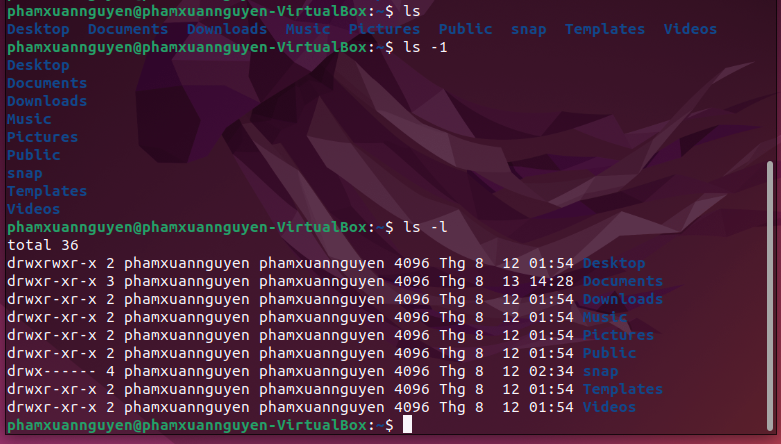 phamxuannguyen@phamxuannguyen-VirtualBox:~$ ls
Desktop  Documents  Downloads  Music  Pictures  Public  snap  Templates  Videos
phamxuannguyen@phamxuannguyen-VirtualBox:~$ ls -1
Desktop
Documents
Downloads
Music
Pictures
Public
snap
Templates
Videos
phamxuannguyen@phamxuannguyen-VirtualBox:~$ ls -l
total 36
drwxrwxr-x 2 phamxuannguyen phamxuannguyen 4096 Thg 8  12 01:54 Desktop
drwxr-xr-x 3 phamxuannguyen phamxuannguyen 4096 Thg 8  13 14:28 Documents
drwxr-xr-x 2 phamxuannguyen phamxuannguyen 4096 Thg 8  12 01:54 Downloads
drwxr-xr-x 2 phamxuannguyen phamxuannguyen 4096 Thg 8  12 01:54 Music
drwxr-xr-x 2 phamxuannguyen phamxuannguyen 4096 Thg 8  12 01:54 Pictures
drwxr-xr-x 2 phamxuannguyen phamxuannguyen 4096 Thg 8  12 01:54 Public
drwx------ 4 phamxuannguyen phamxuannguyen 4096 Thg 8  12 02:34 snap
drwxr-xr-x 2 phamxuannguyen phamxuannguyen 4096 Thg 8  12 01:54 Templates
drwxr-xr-x 2 phamxuannguyen phamxuannguyen 4096 Thg 8  12 01:54 Videos
phamxuannguyen@phamxuannguyen-VirtualBox:~$